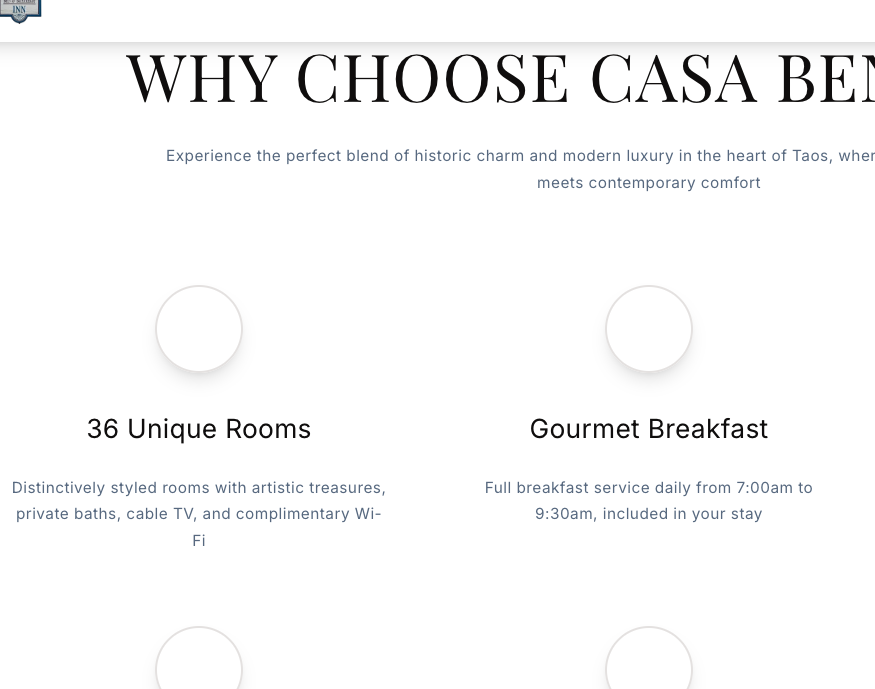 INN
WHY CHOOSE CASA BEN
Experience the perfect blend of historic charm and modern luxury in the heart of Taos, wher
meets contemporary comfort
36 Unique Rooms
Gourmet Breakfast
Distinctively styled rooms with artistic treasures,
private baths, cable TV, and complimentary Wi-
Fi
Full breakfast service daily from 7:00am to
9:30am, included in your stay